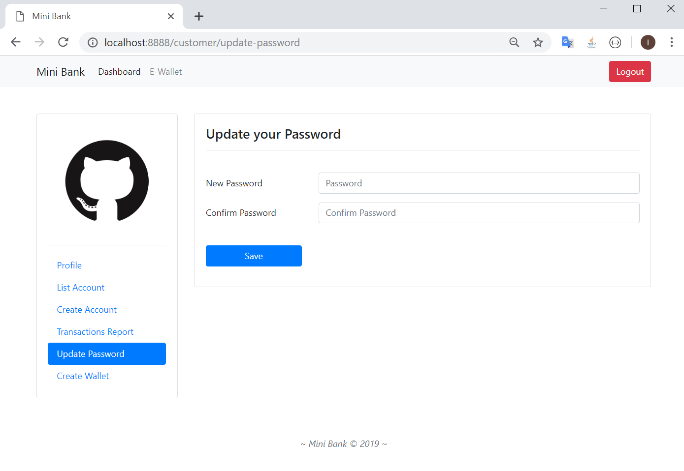 Mini Bank
localhost:8888/customer/update-password
I
Mini Bank Dashboard E Wallet Logout
Update your Password
New Password Password
Confirm Password Confirm Password
Save
Profile
List Account
Create Account
Transactions Report
Update Password
Create Wallet
~ Mini Bank © 2019 ~